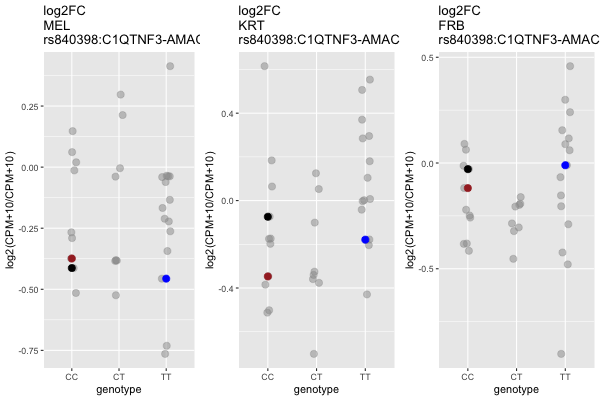 log2FC
MEL
rs840398:C1QTNF3-AMAC
log2(CPM+10/CPM+10)
0.25
0.00
-0.25
-0.50
-0.75
CC CT TT
genotype
log2FC
KRT
rs840398:C1QTNF3-AMAC
log2(CPM+10/CPM+10)
0.4
0.0
-0.4
CC CT TT
genotype
log2FC
FRB
rs840398:C1QTNF3-AMAC
log2(CPM+10/CPM+10)
0.5
0.0
-0.5
CC CT TT
genotype